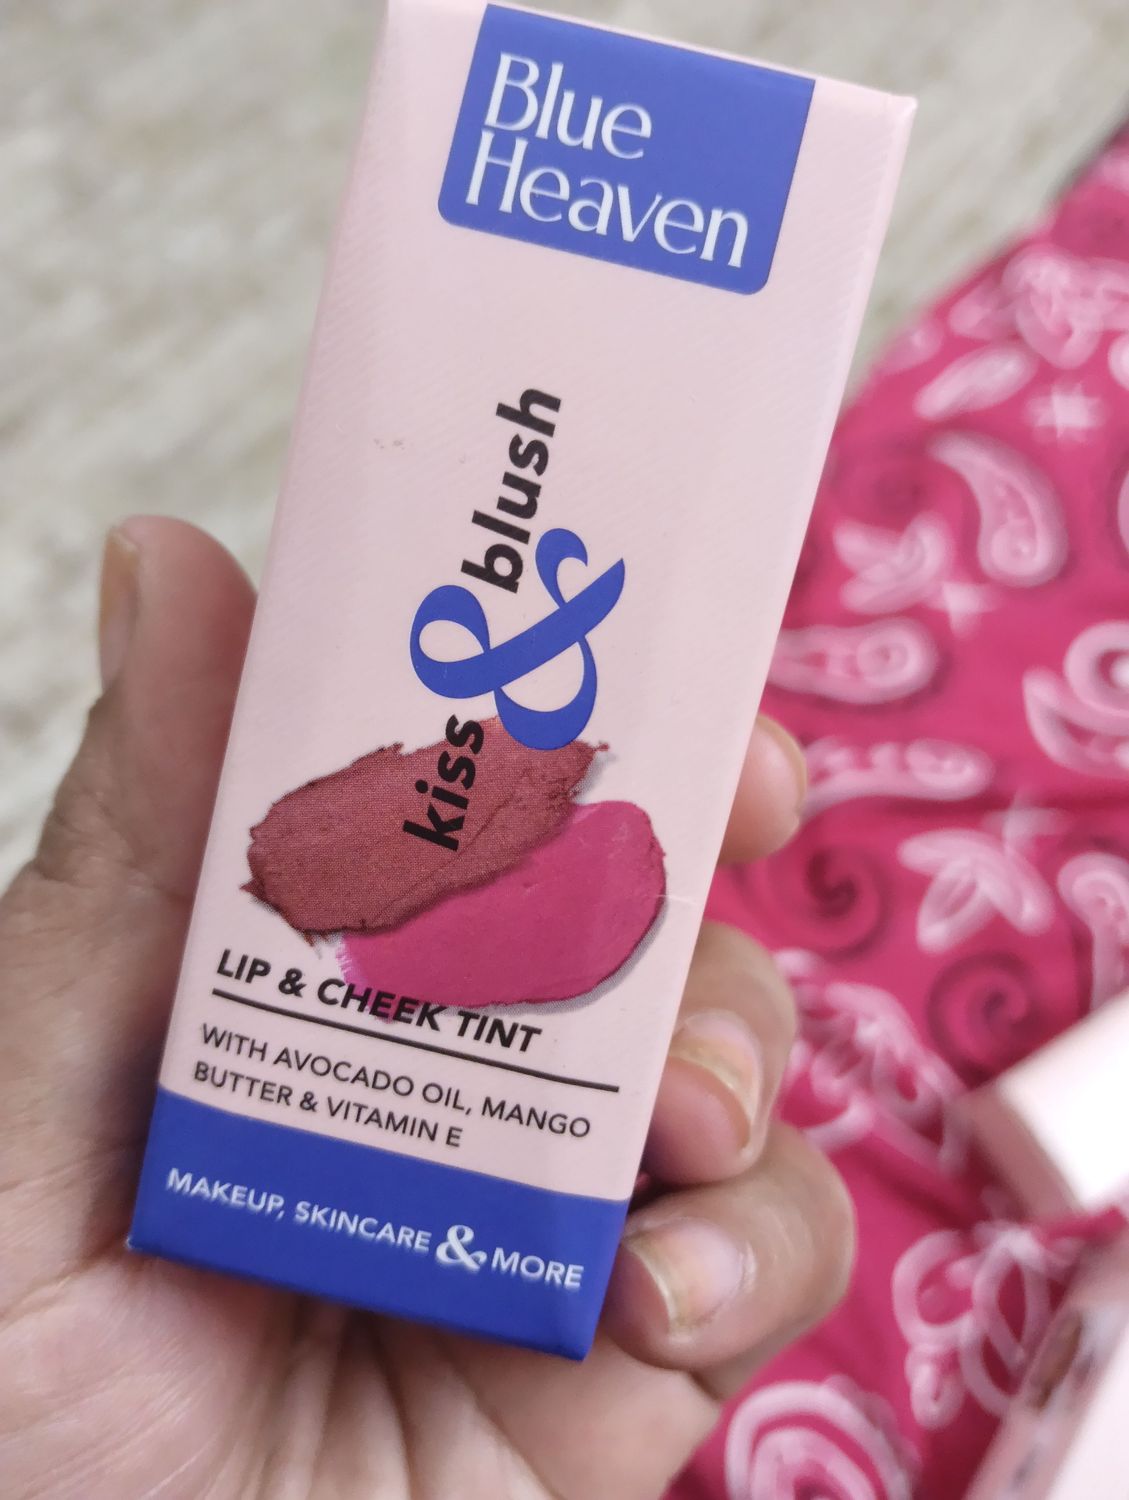 Blue
Heaven
kiss & blush
LIP & CHEEK TINT
WITH AVOCADO OIL, MANGO
BUTTER & VITAMIN E
MAKEUP, SKINCARE & MORE